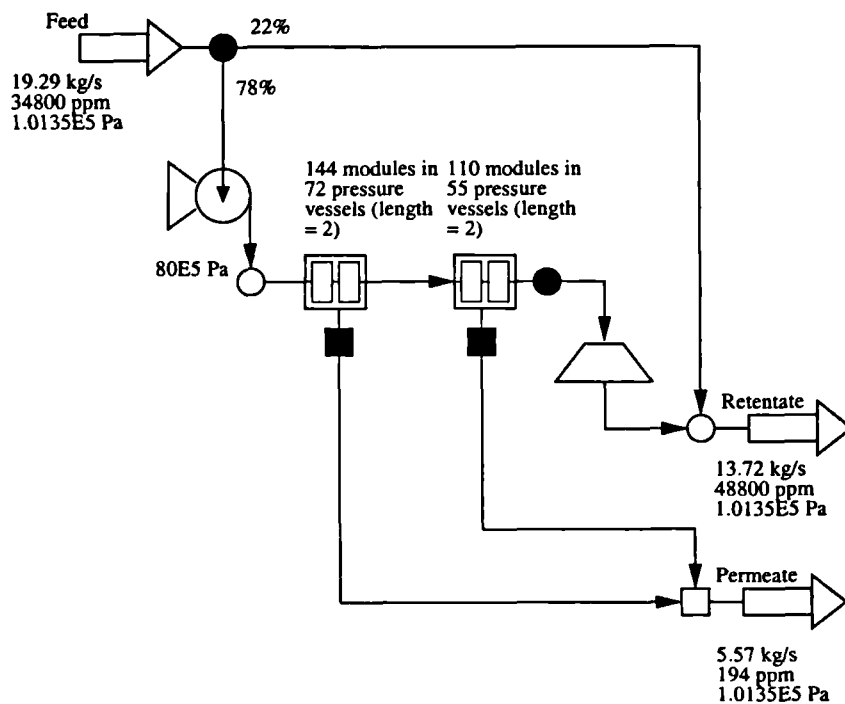 Feed
22%
19.29 kg/s
34800 ppm
1.0135E5 Pa
78%
144 modules in
72 pressure
vessels (length
= 2)
110 modules in
55 pressure
vessels (length
= 2)
80E5 Pa
Retentate
13.72 kg/s
48800 ppm
1.0135E5 Pa
Permeate
5.57 kg/s
194 ppm
1.0135E5 Pa